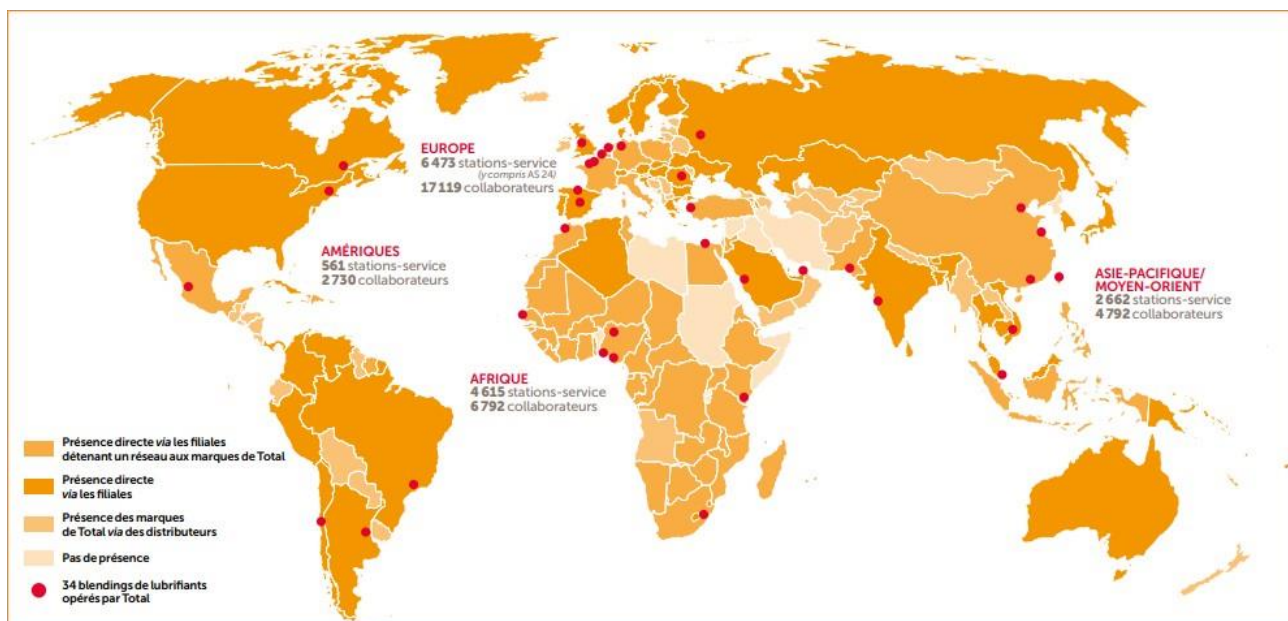 EUROPE
6 473 stations-service
(y compris AS 24)
17 119 collaborateurs
AMÉRIQUES
561 stations-service
2 730 collaborateurs
ASIE-PACIFIQUE/
MOYEN-ORIENT
2 662 stations-service
4 792 collaborateurs
AFRIQUE
4 615 stations-service
6 792 collaborateurs
Présence directe via les filiales
détenant un réseau aux marques de Total
Présence directe
via les filiales
Présence des marques
de Total via des distributeurs
Pas de présence
34 blendings de lubrifiants
opérés par Total